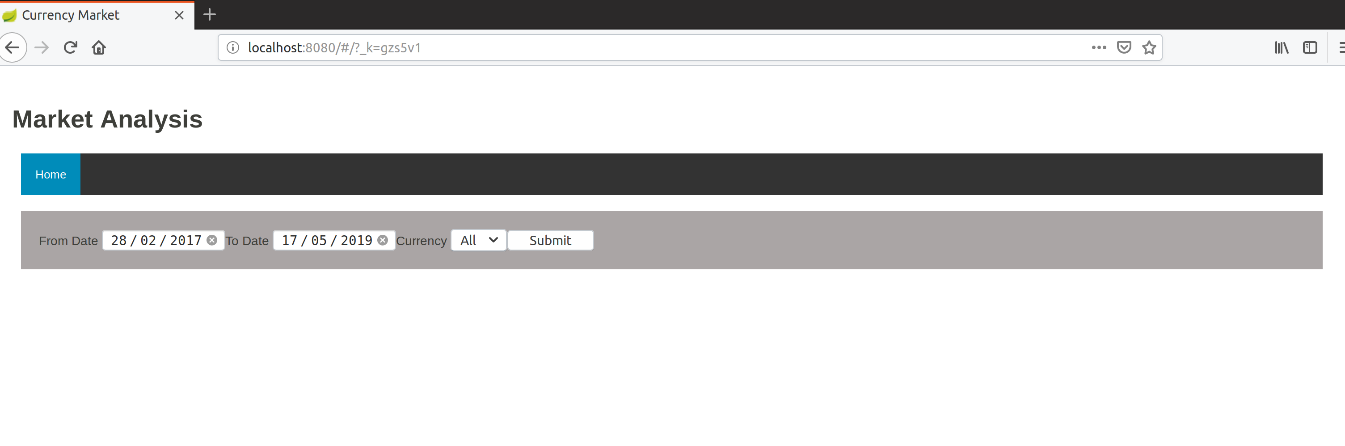 Currency Market
localhost:8080/#/?_k=gzs5v1
Market Analysis
Home
From Date 28 / 02 / 2017 To Date 17 / 05 / 2019 Currency All Submit